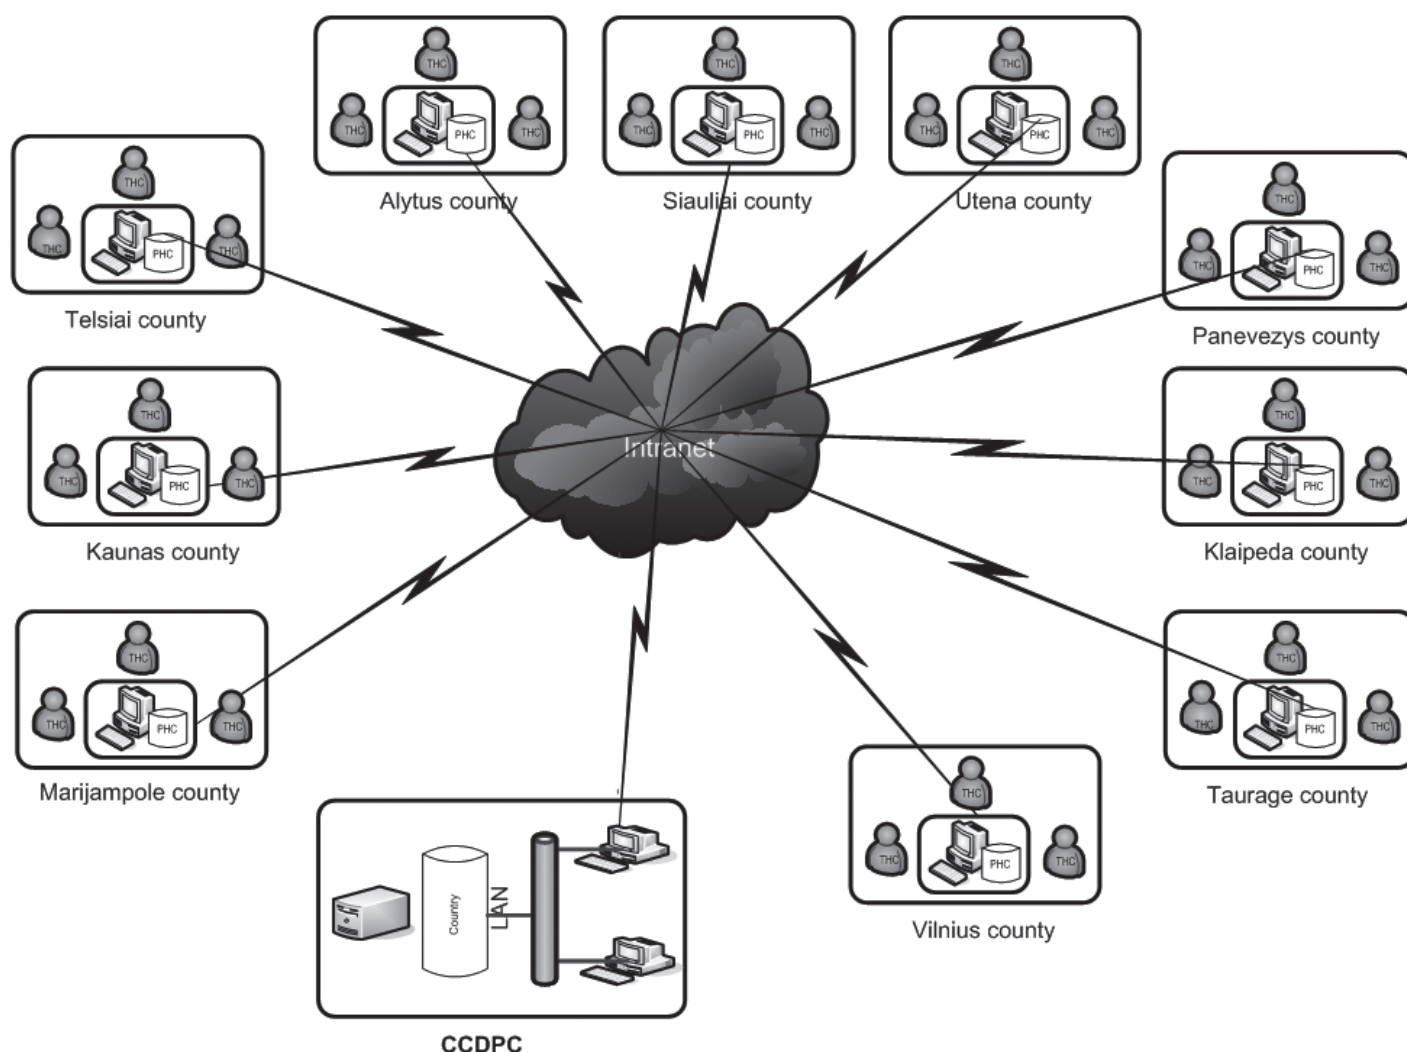 THC
THC PHC THC
Alytus county
THC
THC PHC THC
Siauliai county
THC
THC PHC THC
Utena county
THC
THC PHC THC
Telsiai county
THC
THC PHC THC
Panevezys county
THC
THC PHC THC
Kaunas county
Intranet
THC
THC PHC THC
Klaipeda county
THC
THC PHC THC
Marijampole county
THC
THC PHC THC
Taurage county
THC
THC PHC THC
Vilnius county
Country
LAN
CCDPC